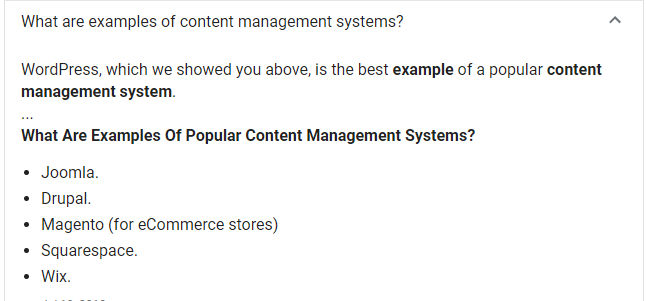 What are examples of content management systems?
WordPress, which we showed you above, is the best example of a popular content
management system.
...
What Are Examples Of Popular Content Management Systems?
Joomla.
Drupal.
Magento (for eCommerce stores)
Squarespace.
Wix.